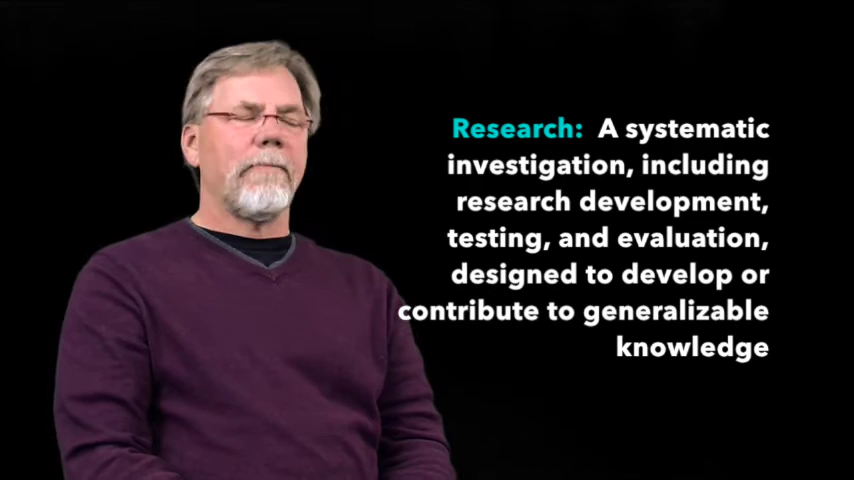 Research: A systematic
investigation, including
research development,
testing, and evaluation,
designed to develop or
contribute to generalizable
knowledge